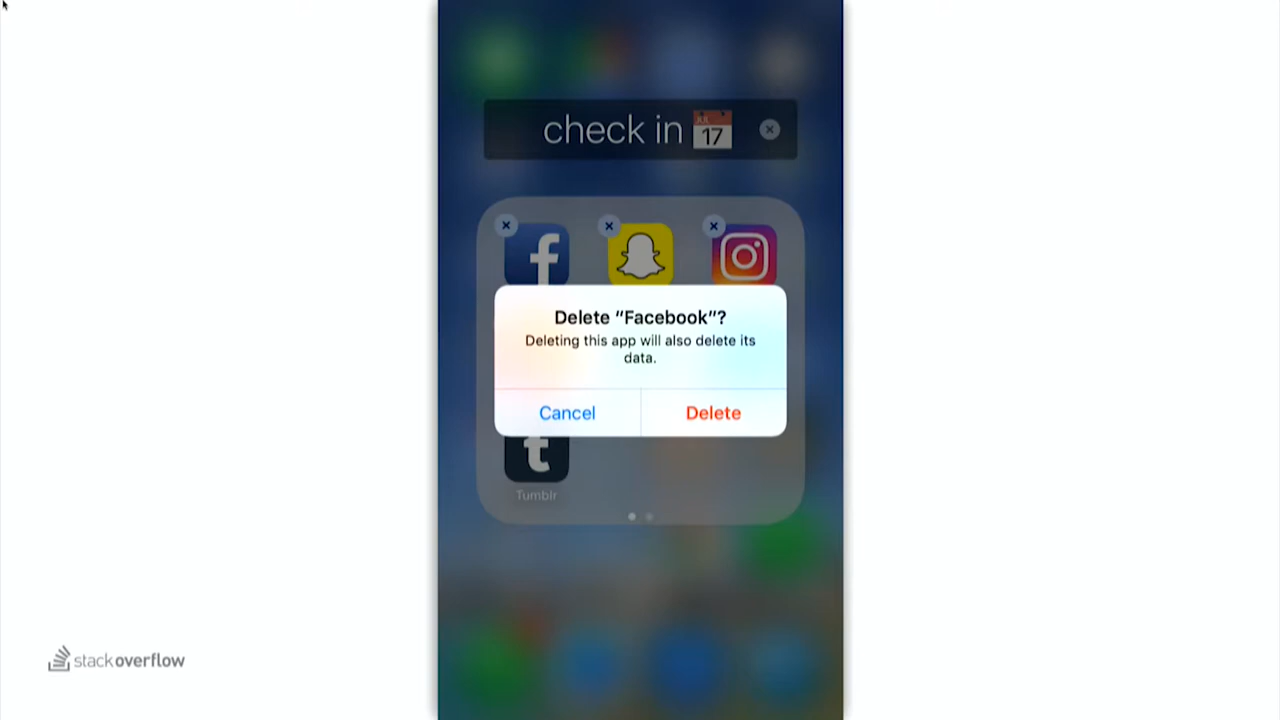 check in
JUL
17
f
Delete “Facebook”?
Deleting this app will also delete its
data.
Cancel
Delete
t
Tumblr
stackoverflow